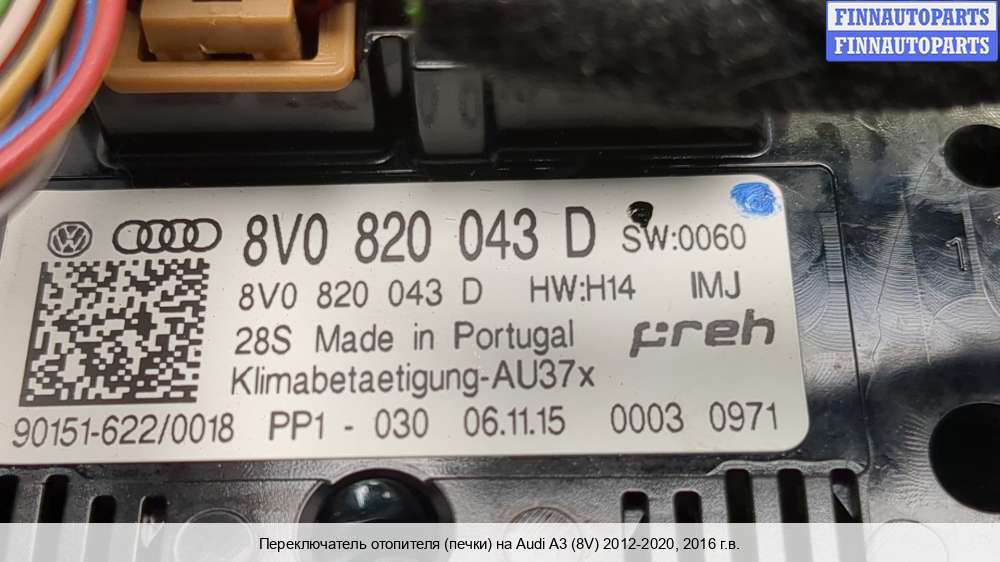 FINNAUTOPARTS
FINNAUTOPARTS
8V0 820 043 D SW:0060
8V0 820 043 D HW:H14 IMJ
28S Made in Portugal preh
Klimabetaetigung-AU37x
90151-622/0018 PP1 - 030 06.11.15 0003 0971
1
Переключатель отопителя (печки) на Audi A3 (8V) 2012-2020, 2016 г.в.